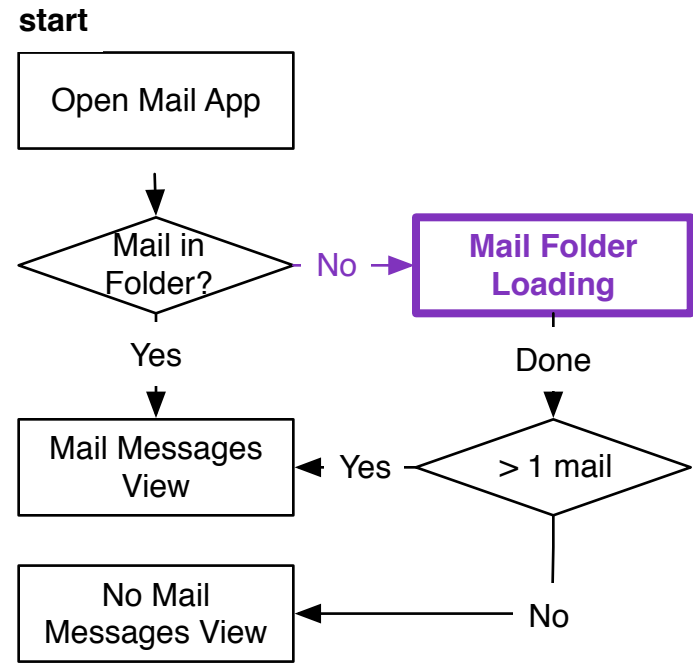 start
Open Mail App
Mail in
Folder?
No
Mail Folder
Loading
Yes
Done
Mail Messages
View
Yes
> 1 mail
No Mail
Messages View
No